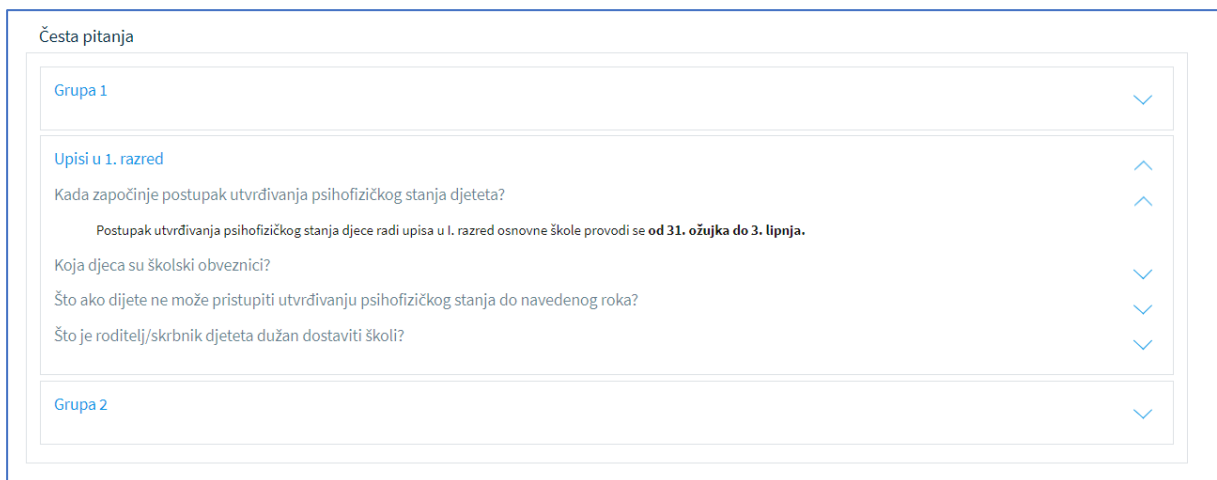 Česta pitanja
Grupa 1
Upisi u 1. razred
Kada započinje postupak utvrđivanja psihofizičkog stanja djeteta?
Postupak utvrđivanja psihofizičkog stanja djece radi upisa u I. razred osnovne škole provodi se od 31. ožujka do 3. lipnja.
Koja djeca su školski obveznici?
Što ako dijete ne može pristupiti utvrđivanju psihofizičkog stanja do navedenog roka?
Što je roditelj/skrbnik djeteta dužan dostaviti školi?
Grupa 2